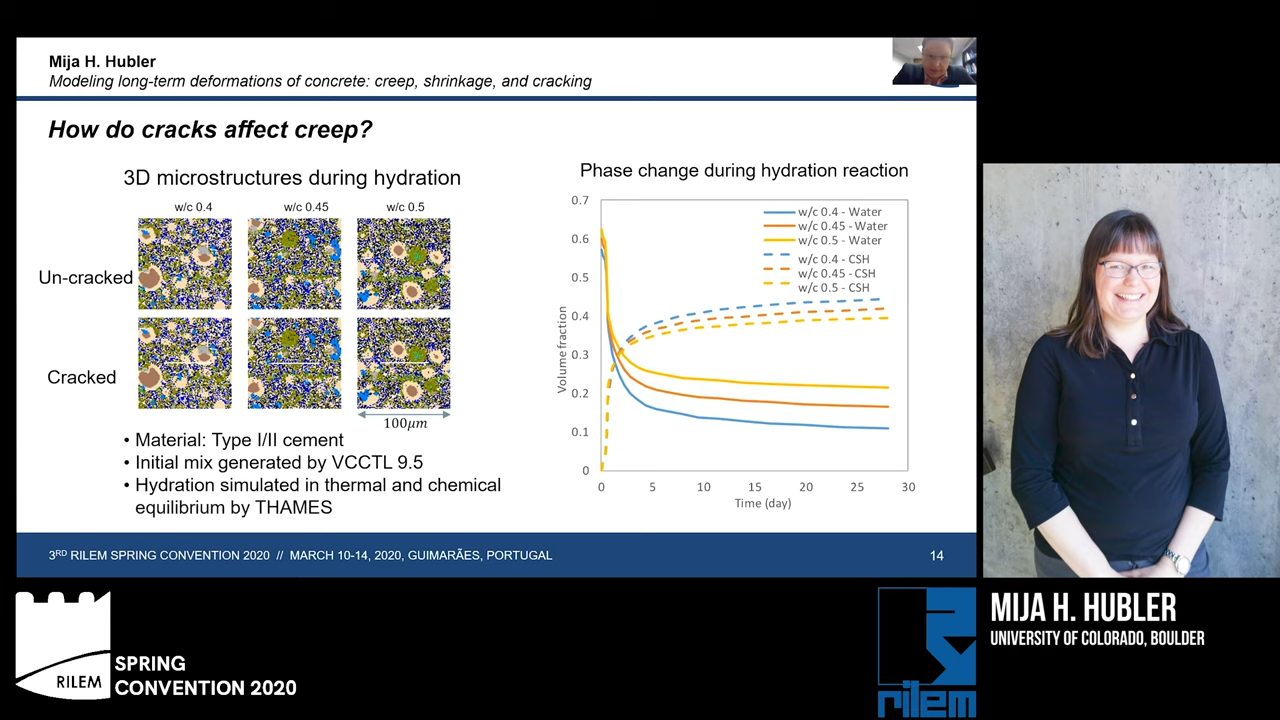 Mija H. Hubler
Modeling long-term deformations of concrete: creep, shrinkage, and cracking
How do cracks affect creep?
3D microstructures during hydration
w/c 0.4
w/c 0.45
w/c 0.5
Un-cracked
Cracked
100μm
• Material: Type I/II cement
• Initial mix generated by VCCTL 9.5
• Hydration simulated in thermal and chemical
equilibrium by THAMES
Phase change during hydration reaction
0.7
0.6
0.5
0.4
0.3
0.2
0.1
0
Volume fraction
w/c 0.4 - Water
w/c 0.45 - Water
w/c 0.5 - Water
w/c 0.4 - CSH
w/c 0.45 - CSH
w/c 0.5 - CSH
0 5 10 15 20 25 30
Time (day)
3RD RILEM SPRING CONVENTION 2020 // MARCH 10-14, 2020, GUIMARÃES, PORTUGAL
14
RILEM
SPRING
CONVENTION 2020
rilem
MIJA H. HUBLER
UNIVERSITY OF COLORADO, BOULDER